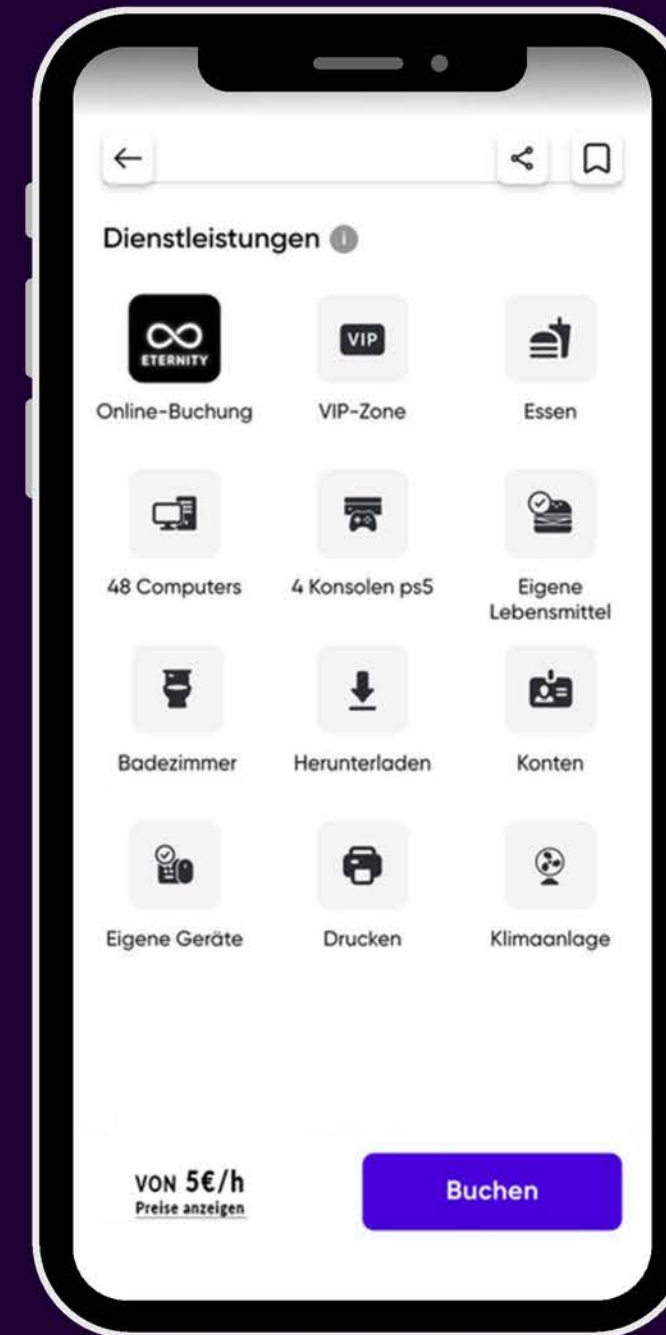 Dienstleistungen
ETERNITY
VIP
Online-Buchung
VIP-Zone
Essen
48 Computers
4 Konsolen ps5
Eigene
Lebensmittel
Badezimmer
Herunterladen
Konten
Eigene Geräte
Drucken
Klimaanlage
VON 5€/h
Preise anzeigen
Buchen